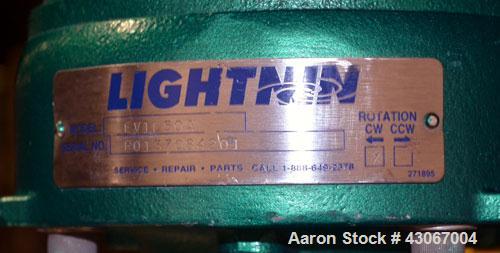 LIGHTNIN
MODEL:
SERIAL NO.
ROTATION
CW CCW
SERVICE • REPAIR • PARTS CALL 1-888-649-2378
271895
Aaron Stock # 43067004